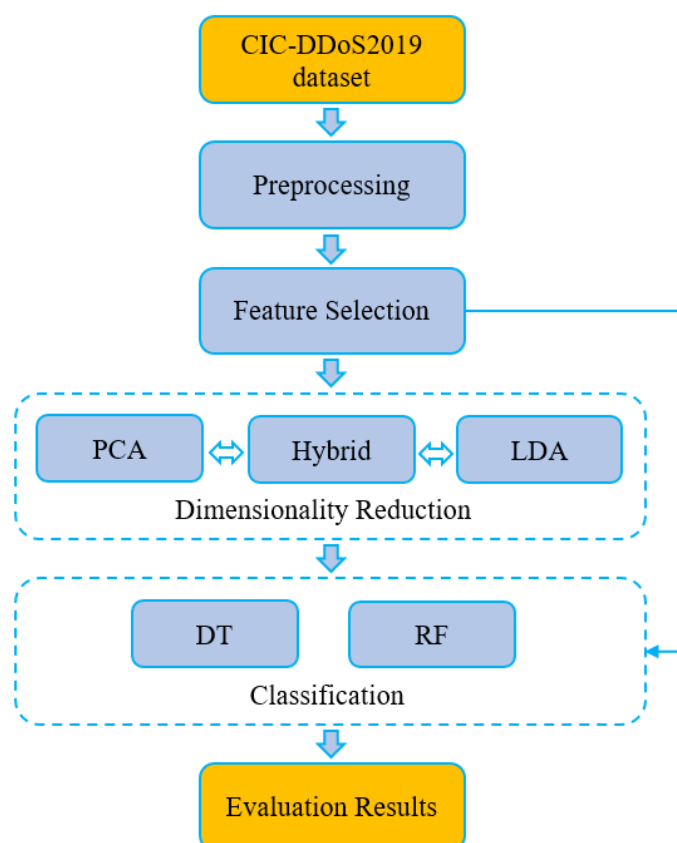 CIC-DDoS2019
dataset
Preprocessing
Feature Selection
PCA
Hybrid
LDA
Dimensionality Reduction
DT
RF
Classification
Evaluation Results